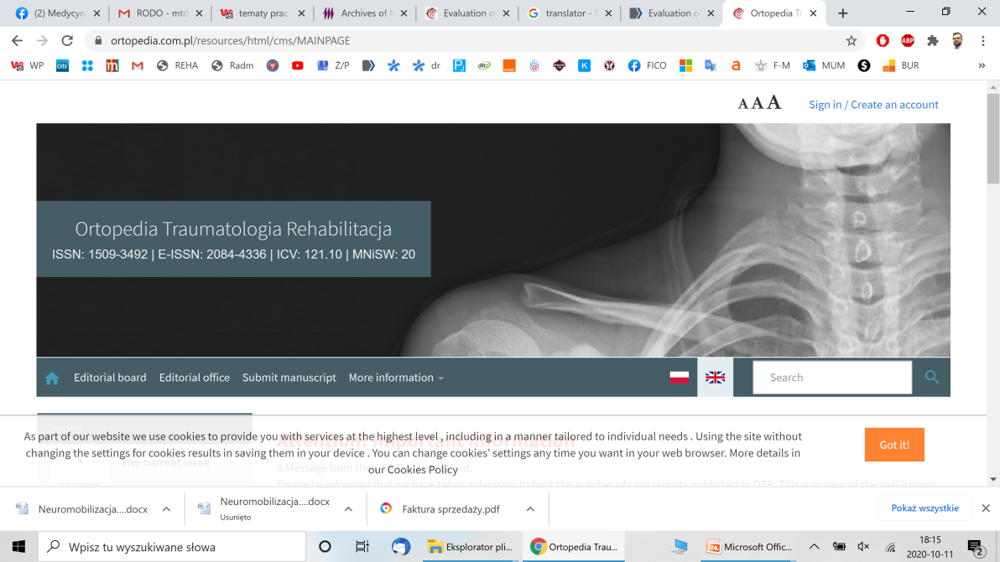 (2) Medycyn
RODO - mtd
tematy prac
Archives of M
Evaluation o
translator - S
Evaluation o
Ortopedia Tr
ortopedia.com.pl/resources/html/cms/MAINPAGE
ABP
WP
citi
REHA
Radm
Ż/P
dr
FICO
F-M
MUM
BUR
A A A
Sign in / Create an account
Ortopedia Traumatologia Rehabilitacja
ISSN: 1509-3492 | E-ISSN: 2084-4336 | ICV: 121.10 | MNiSW: 20
Editorial board Editorial office Submit manuscript More information
Search
Issues
Attention! Important information
As part of our website we use cookies to provide you with services at the highest level , including in a manner tailored to individual needs . Using the site without
changing the settings for cookies results in saving them in your device . You can change cookies' settings any time you want in your web browser. More details in
our Cookies Policy
Got it!
The current issue
A Message from the OTR Editorial Board.
Please be informed that we have taken a decision to limit the number of case reports published in OTR. This is in view of the well-known
Neuromobilizacja....docx
Neuromobilizacja....docx
Usunięto
Faktura sprzedaży.pdf
Pokaż wszystkie
Wpisz tu wyszukiwane słowa
Eksplorator pli...
Ortopedia Trau...
Microsoft Offic...
18:15
2020-10-11
2